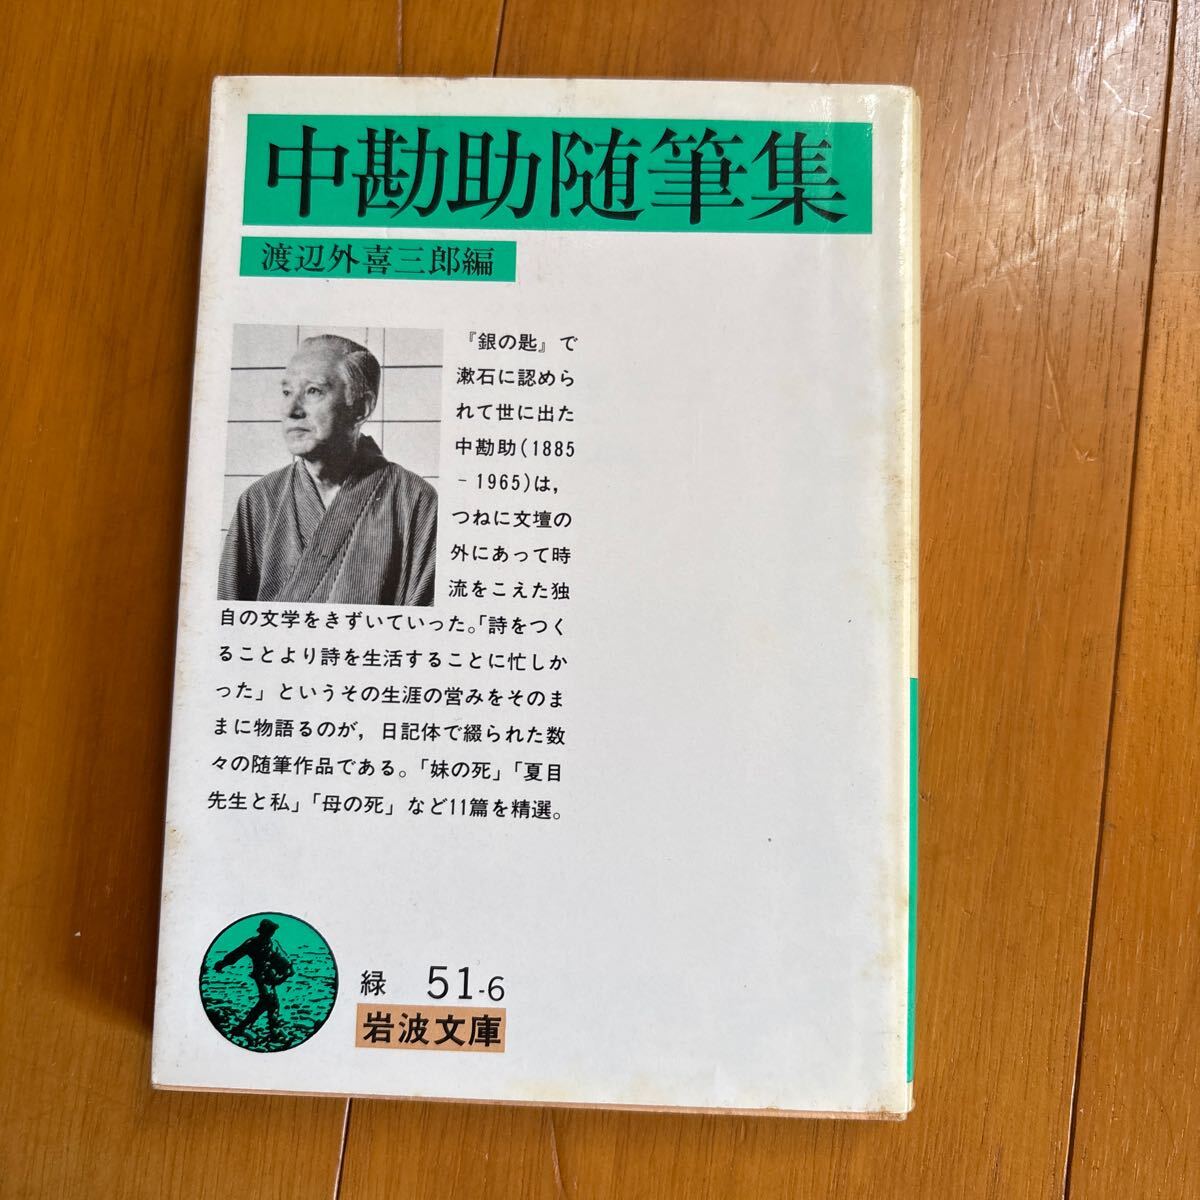 中勘助随筆集
渡辺外喜三郎編
『銀の匙』で
漱石に認めら
れて世に出た
中勘助(1885
－1965)は，
つねに文壇の
外にあって時
流をこえた独
自の文学をきずいていった。「詩をつく
ることより詩を生活することに忙しか
った」というその生涯の営みをそのま
まに物語るのが，日記体で綴られた数
々の随筆作品である。「妹の死」「夏目
先生と私」「母の死」など11篇を精選。
緑 51-6
岩波文庫